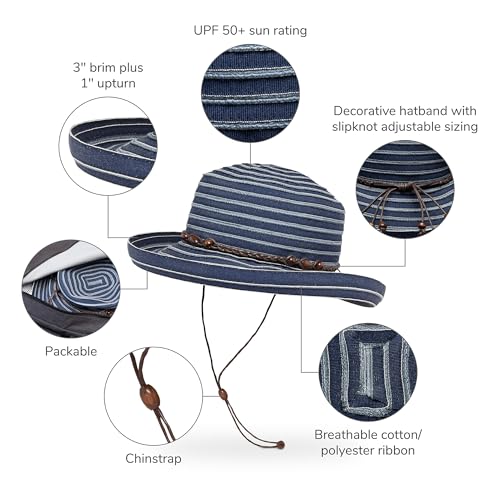 UPF 50+ sun rating
3" brim plus
1" upturn
Decorative hatband with
slipknot adjustable sizing
Packable
Chinstrap
Breathable cotton/
polyester ribbon